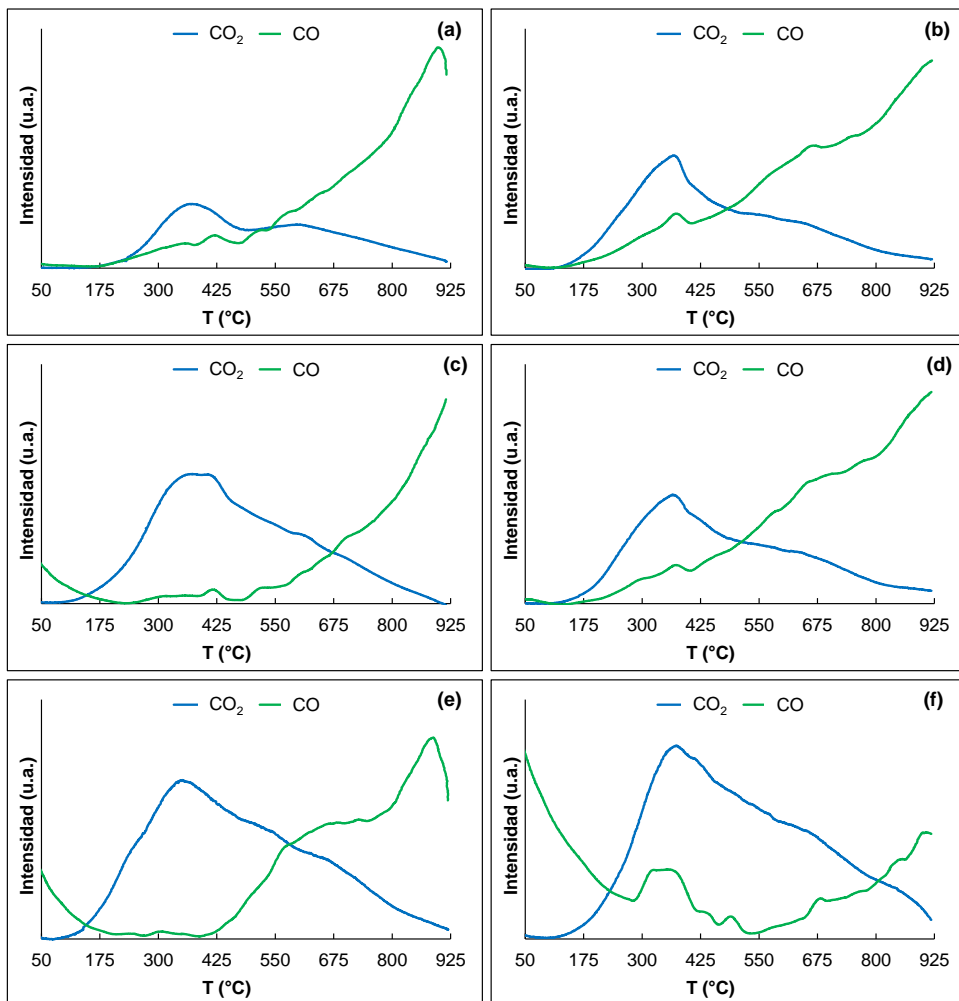 CO2 CO (a)
Intensidad (u.a.)
50 175 300 425 550 675 800 925
T (°C)
CO2 CO (b)
Intensidad (u.a.)
50 175 300 425 550 675 800 925
T (°C)
CO2 CO (c)
Intensidad (u.a.)
50 175 300 425 550 675 800 925
T (°C)
CO2 CO (d)
Intensidad (u.a.)
50 175 300 425 550 675 800 925
T (°C)
CO2 CO (e)
Intensidad (u.a.)
50 175 300 425 550 675 800 925
T (°C)
CO2 CO (f)
Intensidad (u.a.)
50 175 300 425 550 675 800 925
T (°C)